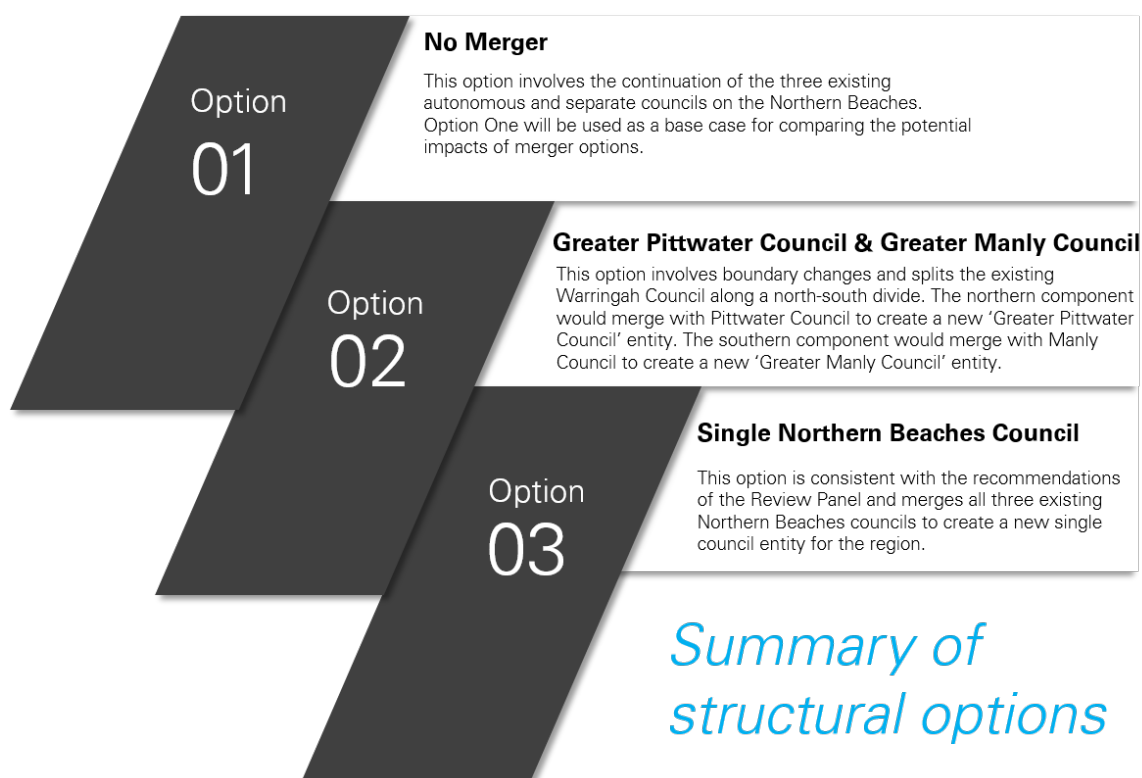 Option
01
No Merger
This option involves the continuation of the three existing
autonomous and separate councils on the Northern Beaches.
Option One will be used as a base case for comparing the potential
impacts of merger options.
Option
02
Greater Pittwater Council & Greater Manly Council
This option involves boundary changes and splits the existing
Warringah Council along a north-south divide. The northern component
would merge with Pittwater Council to create a new ‘Greater Pittwater
Council’ entity. The southern component would merge with Manly
Council to create a new ‘Greater Manly Council’ entity.
Option
03
Single Northern Beaches Council
This option is consistent with the recommendations
of the Review Panel and merges all three existing
Northern Beaches councils to create a new single
council entity for the region.
Summary of
structural options